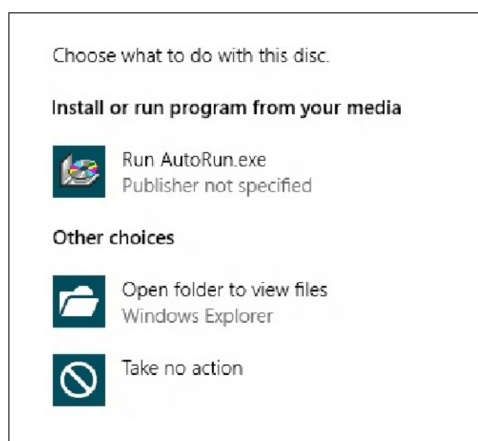 Choose what to do with this disc.
Install or run program from your media
Run AutoRun.exe
Publisher not specified
Other choices
Open folder to view files
Windows Explorer
Take no action